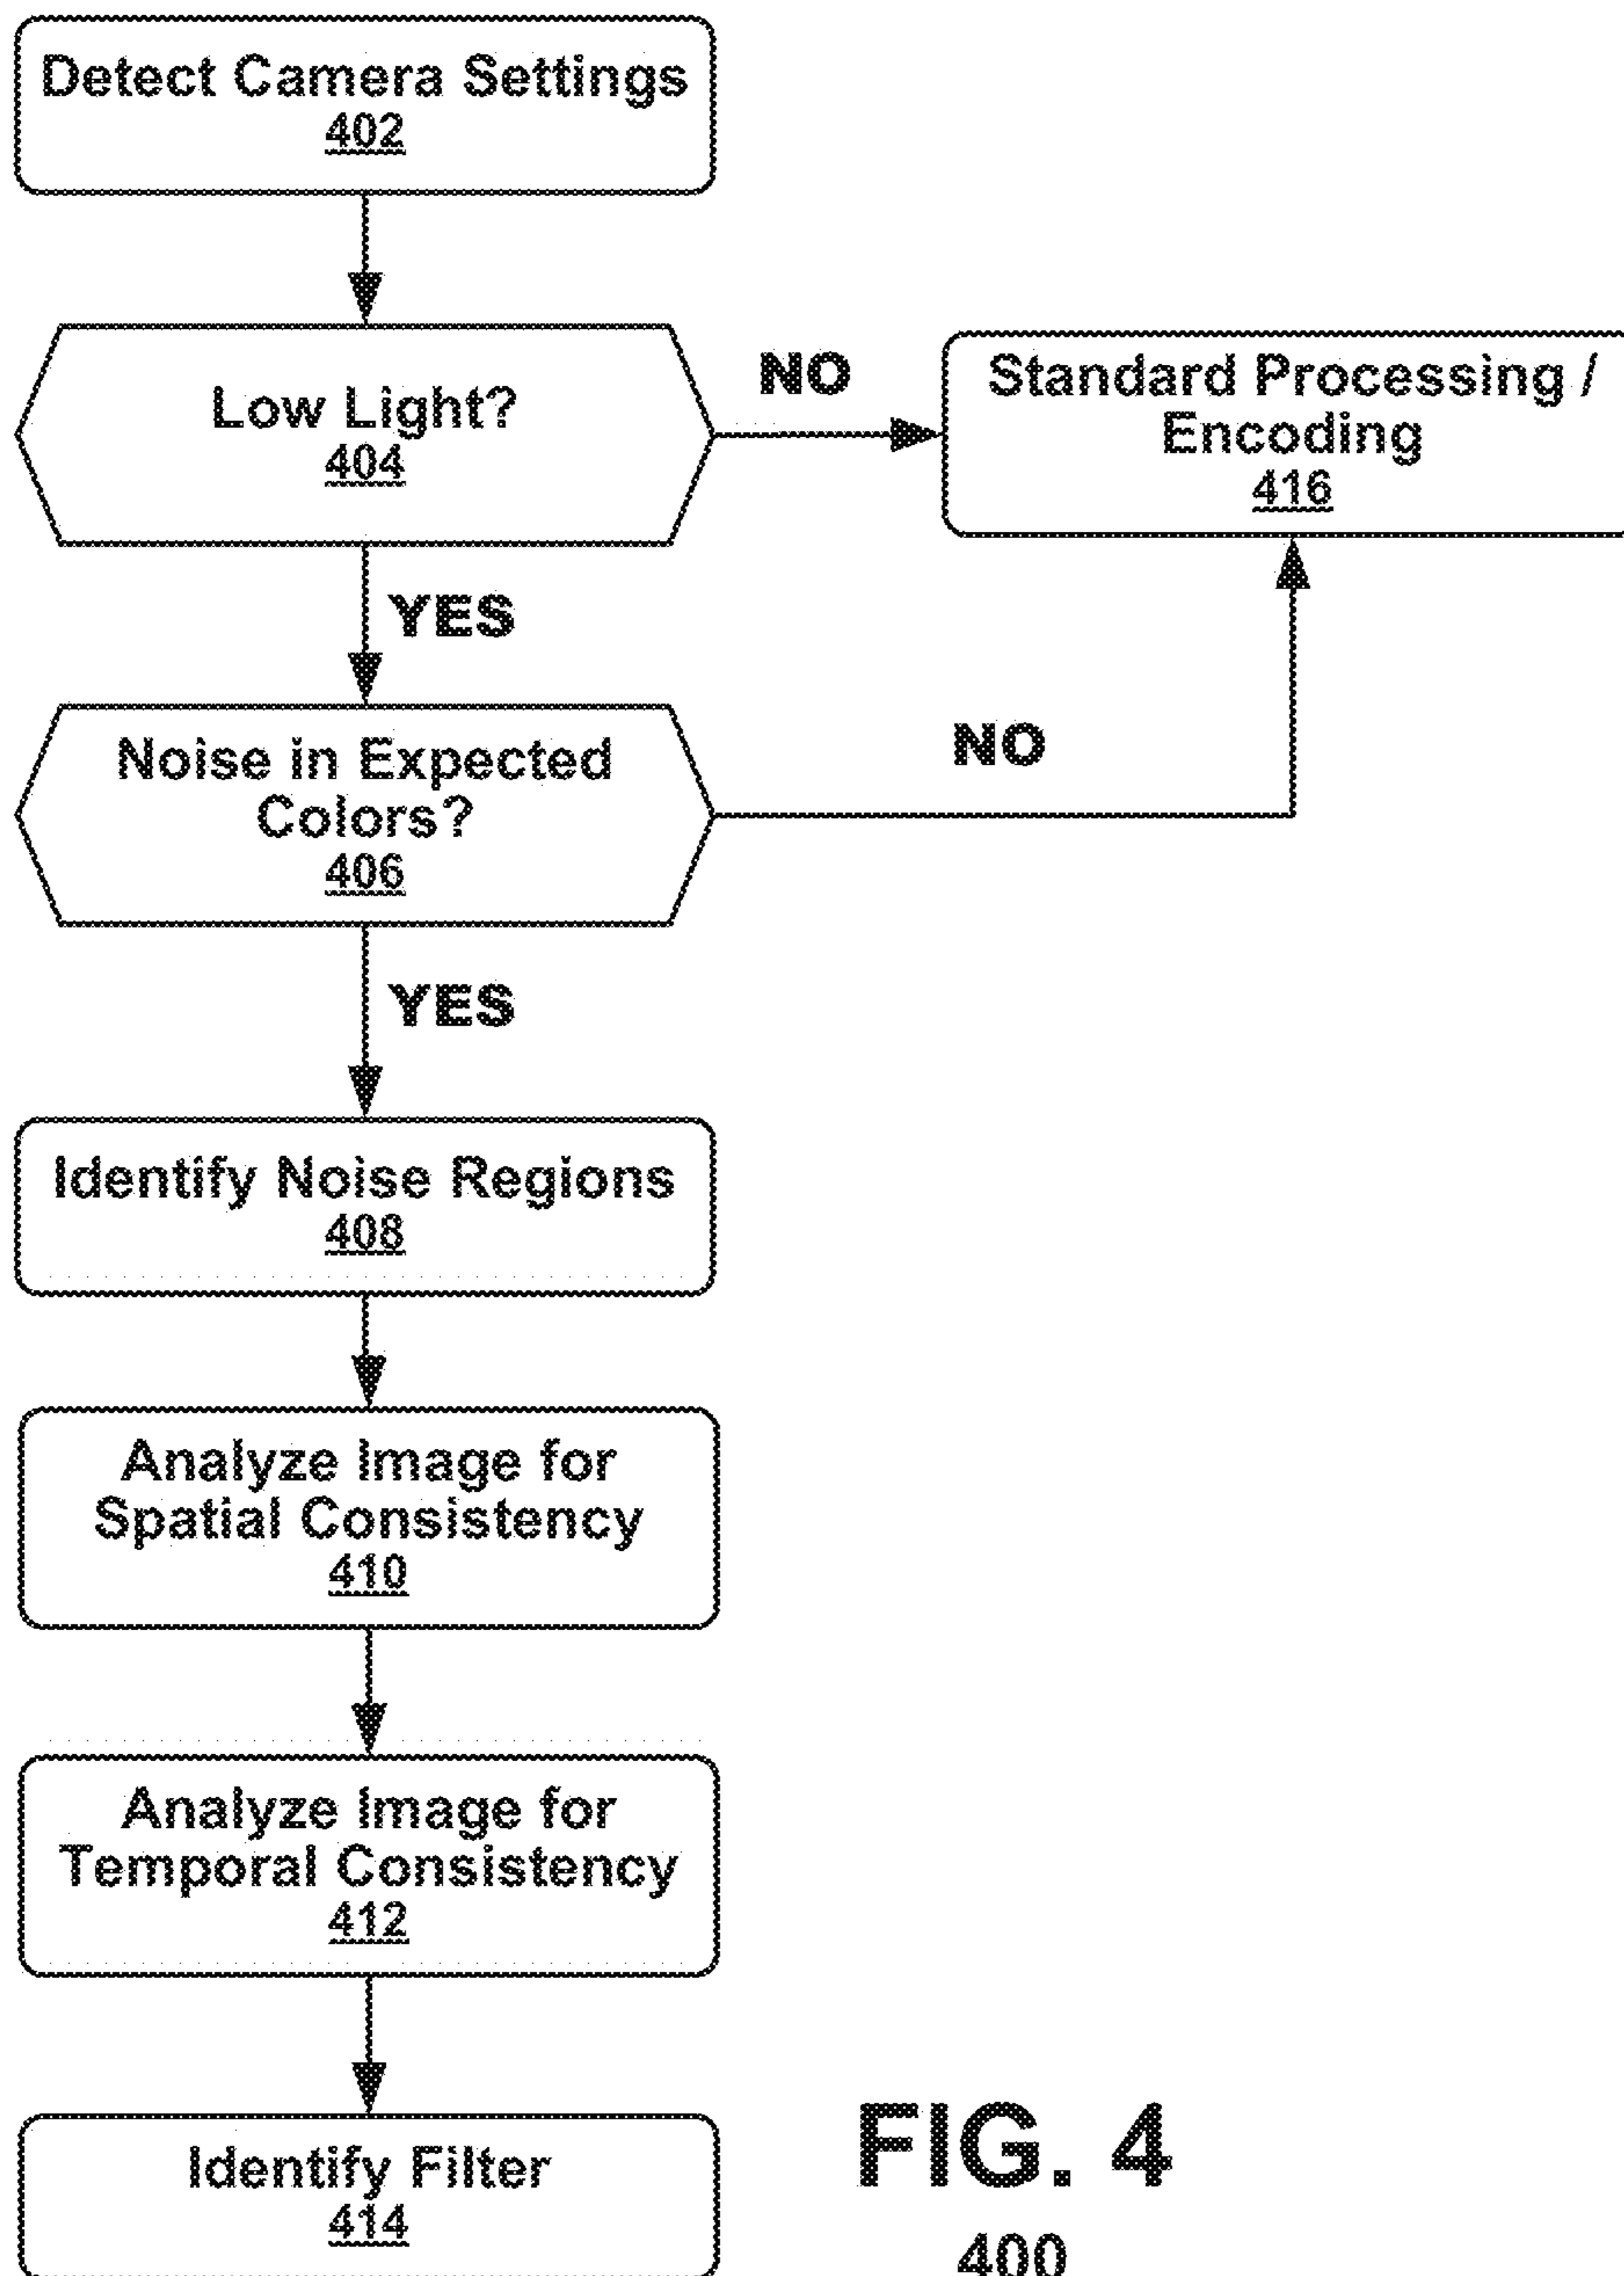 Detect Camera Settings
402
Low Light?
404
NO
Standard Processing /
Encoding
416
YES
Noise in Expected
Colors?
406
NO
YES
Identify Noise Regions
408
Analyze Image for
Spatial Consistency
410
Analyze Image for
Temporal Consistency
412
Identify Filter
414
FIG. 4
400